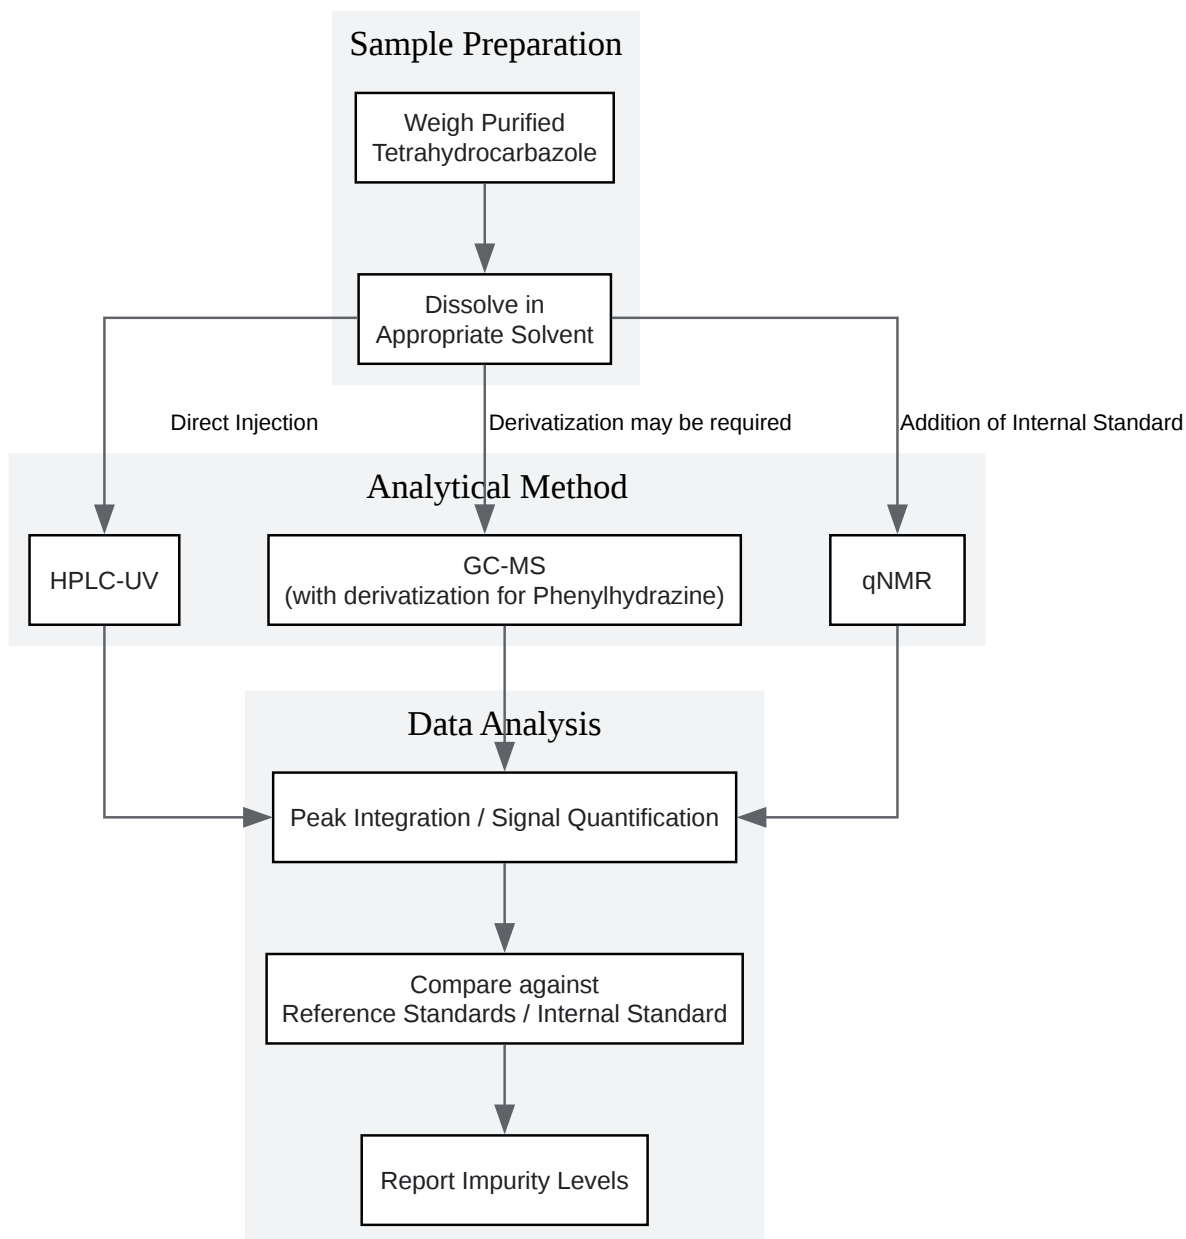 Sample Preparation
Weigh Purified
Tetrahydrocarbazole
Dissolve in
Appropriate Solvent
Direct Injection
Derivatization may be required
Addition of Internal Standard
Analytical Method
HPLC-UV
GC-MS
(with derivatization for Phenylhydrazine)
qNMR
Data Analysis
Peak Integration / Signal Quantification
Compare against
Reference Standards / Internal Standard
Report Impurity Levels